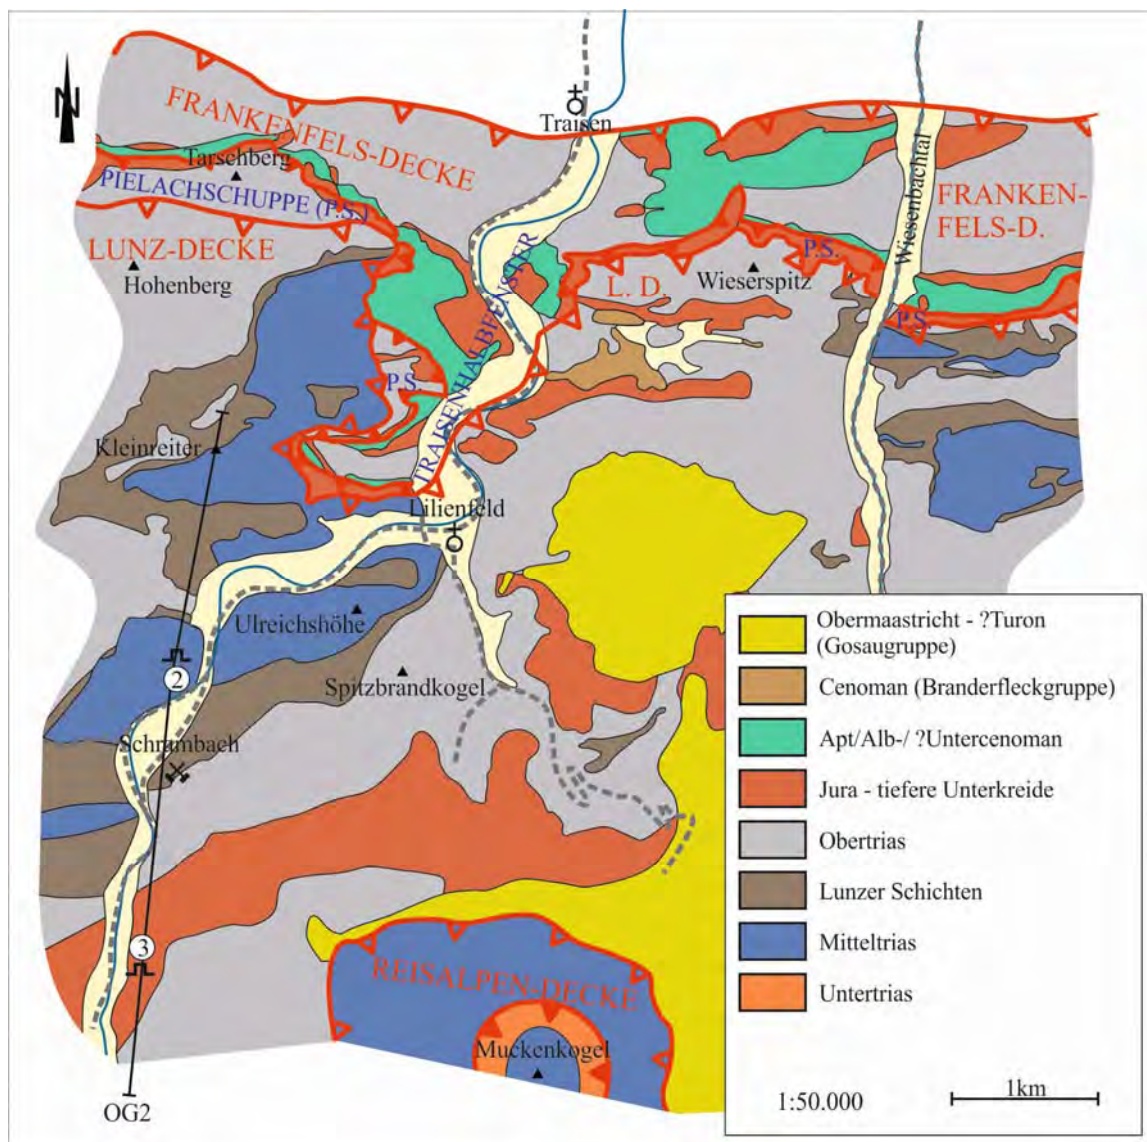 N
Traisen
FRANKENFELS-DECKE
Tarschberg
PIELACHSCHUPPE (P.S.)
LUNZ-DECKE
Hohenberg
TRAISENHALBFENSTER
Wiesenbachtal
FRANKEN-
FELS-D.
P.S.
L. D.
Wieserspitz
P.S.
P.S.
Kleinreiter
Lilienfeld
Ulreichshöhe
Spitzbrandkogel
2
Schrambach
3
REISALPEN-DECKE
Muckenkogel
OG2
Obermaastricht - ?Turon
(Gosaugruppe)
Cenoman (Branderfleckgruppe)
Apt/Alb-/ ?Untercenoman
Jura - tiefere Unterkreide
Obertrias
Lunzer Schichten
Mitteltrias
Untertrias
1:50.000
1km